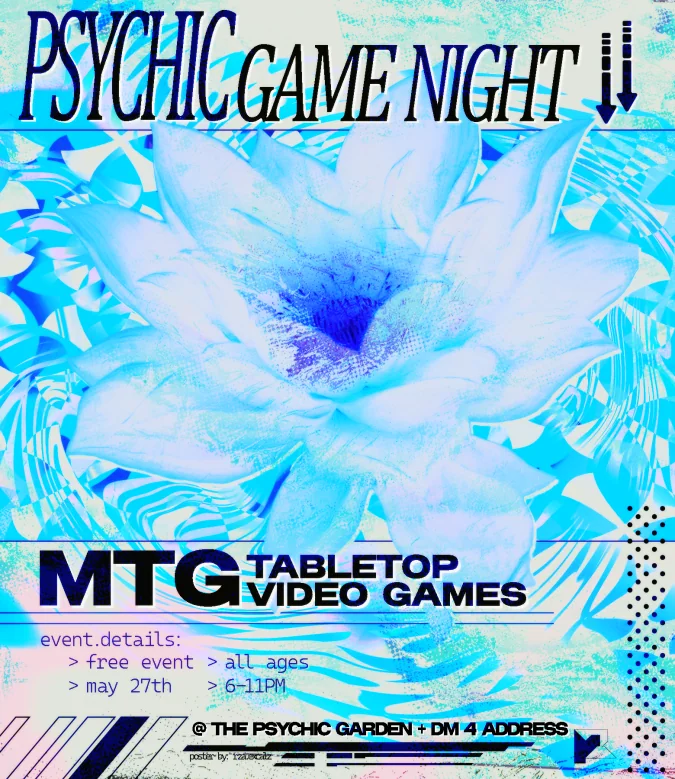 PSYCHIC GAME NIGHT
MTG TABLETOP
VIDEO GAMES
event.details:
> free event > all ages
> may 27th > 6-11PM
@ THE PSYCHIC GARDEN + DM 4 ADDRESS
poster by: